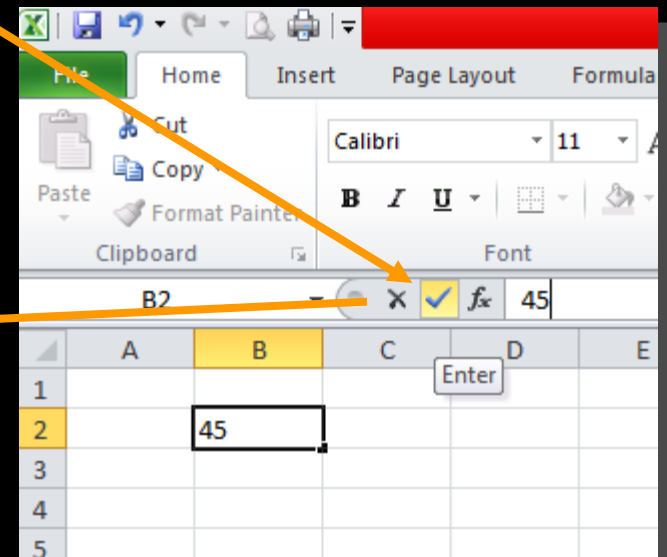 File Home Insert Page Layout Formula
Cut
Calibri 11 A
Copy
Paste
Format Painter B I U
Clipboard Font
B2 fx 45
A B C D E
Enter
1
2 45
3
4
5